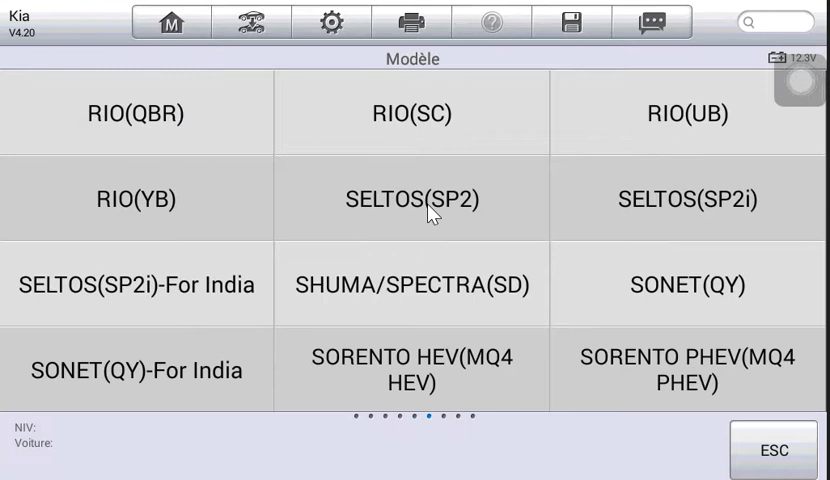 Kia
V4.20
M
?
Modèle
12.3V
RIO(QBR)
RIO(SC)
RIO(UB)
RIO(YB)
SELTOS(SP2)
SELTOS(SP2i)
SELTOS(SP2i)-For India
SHUMA/SPECTRA(SD)
SONET(QY)
SONET(QY)-For India
SORENTO HEV(MQ4
HEV)
SORENTO PHEV(MQ4
PHEV)
NIV:
Voiture:
ESC